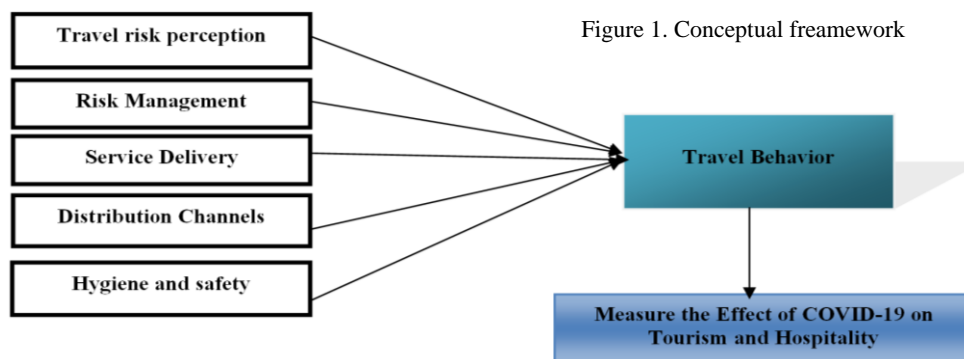 Figure 1. Conceptual freamework
Travel risk perception
Risk Management
Service Delivery
Distribution Channels
Hygiene and safety
Travel Behavior
Measure the Effect of COVID-19 on
Tourism and Hospitality